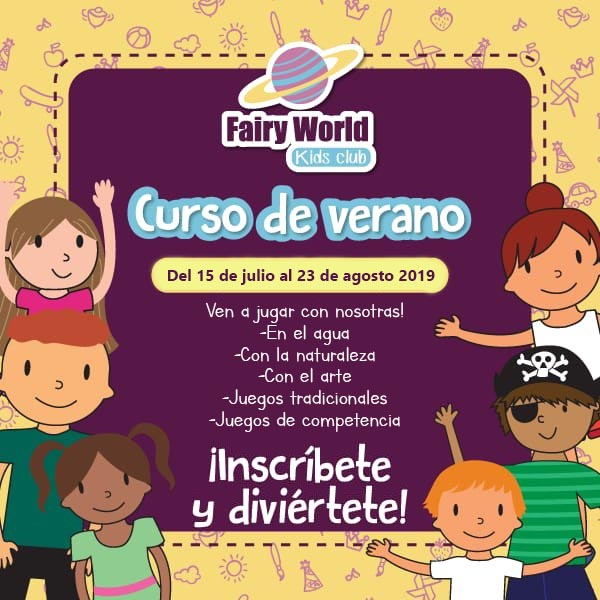 Fairy World
Kids club
Curso de verano
Del 15 de julio al 23 de agosto 2019
Ven a jugar con nosotras!
-En el agua
-Con la naturaleza
-Con el arte
-Juegos tradicionales
-Juegos de competencia
¡Inscríbete
y diviértete!